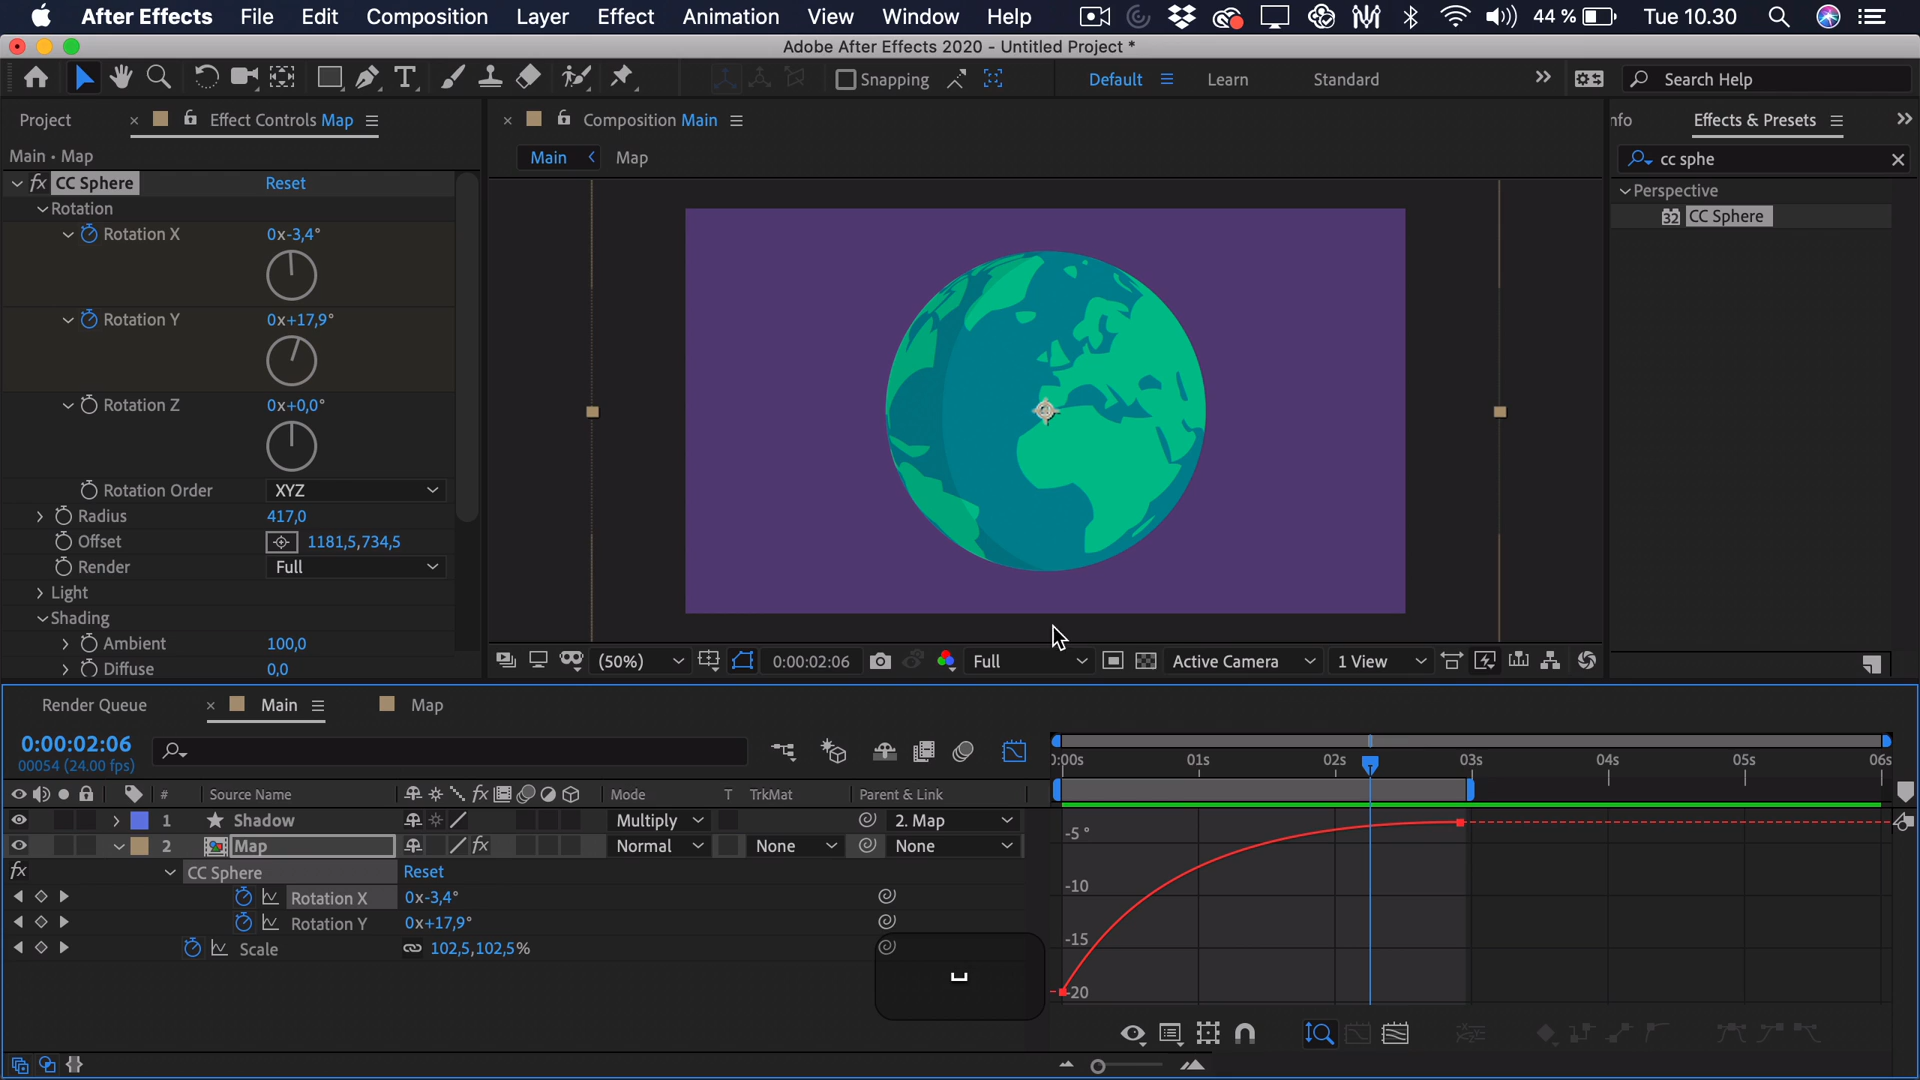 After Effects File Edit Composition Layer Effect Animation View Window Help 44 % Tue 10.30
Adobe After Effects 2020 - Untitled Project *
Snapping Default Learn Standard Search Help
Project Effect Controls Map Composition Main nfo Effects & Presets
Main • Map
Main Map
cc sphe
fx CC Sphere Reset
Perspective
Rotation
32 CC Sphere
Rotation X 0x-3,4°
Rotation Y 0x+17,9°
Rotation Z 0x+0,0°
Rotation Order XYZ
Radius 417,0
Offset 1181,5,734,5
Render Full
Light
Shading
Ambient 100,0
Diffuse 0,0
(50%) 0:00:02:06 Full Active Camera 1 View
Render Queue Main Map
0:00:02:06
00054 (24.00 fps)
):00s 01s 02s 03s 04s 05s 06s
# Source Name fx Mode T TrkMat Parent & Link
1 Shadow Multiply 2. Map
2 Map fx Normal None None
fx CC Sphere Reset
Rotation X 0x-3,4°
Rotation Y 0x+17,9°
Scale 102,5,102,5%
-5 °
-10
-15
-20